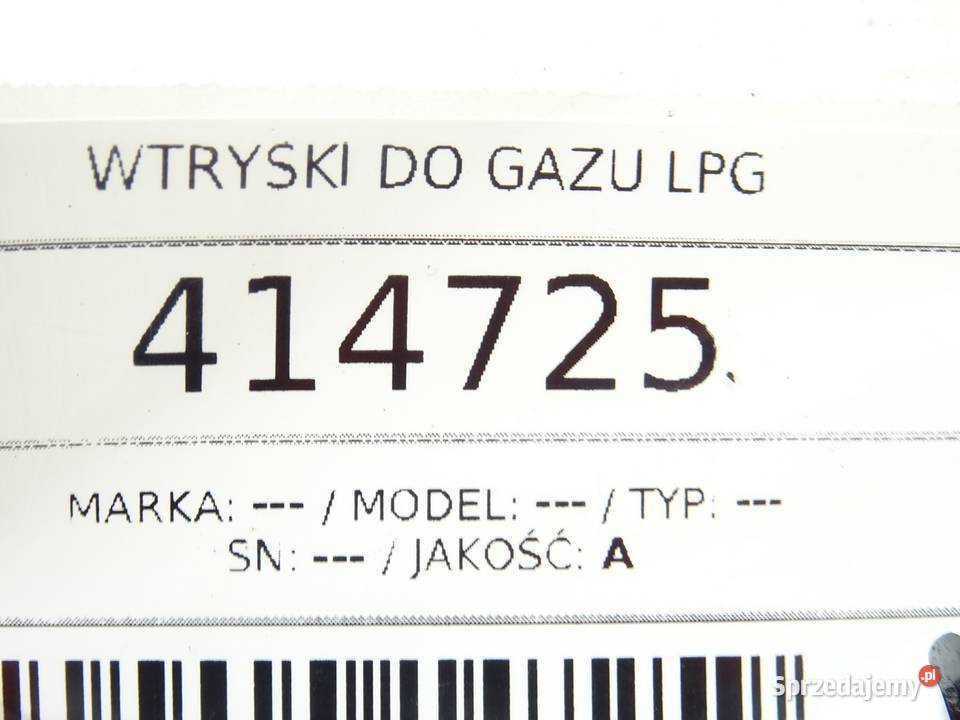 WTRYSKI DO GAZU LPG
414725
MARKA: --- / MODEL: --- / TYP: ---
SN: --- / JAKOŚĆ: A
Sprzedajemy.pl